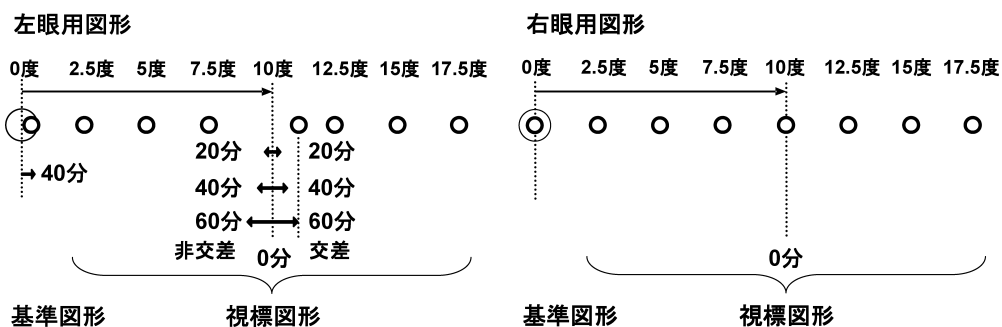 左眼用図形
0度 2.5度 5度 7.5度 10度 12.5度 15度 17.5度
20分 20分
40分
40分 40分
60分 60分
非交差 0分 交差
基準図形 視標図形
右眼用図形
0度 2.5度 5度 7.5度 10度 12.5度 15度 17.5度
0分
基準図形 視標図形